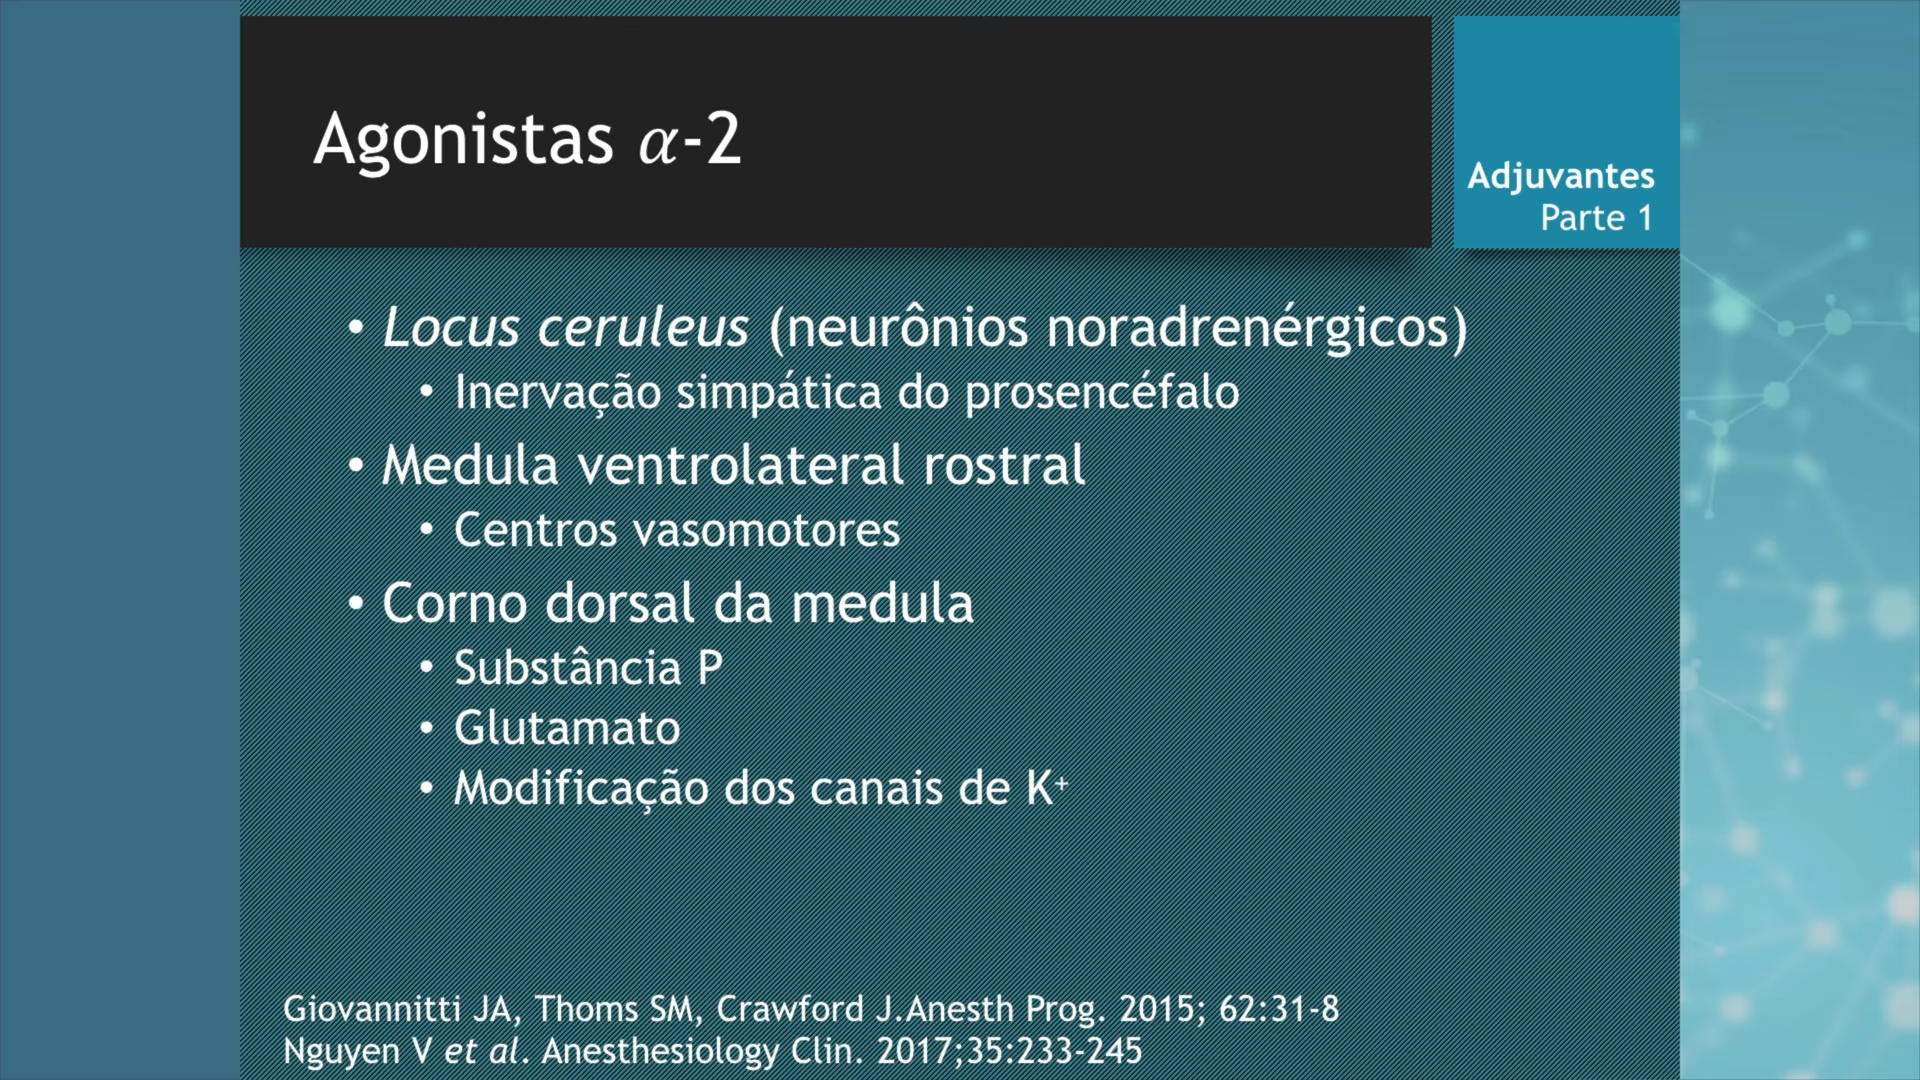 Agonistas α-2
Adjuvantes
Parte 1
• Locus ceruleus (neurônios noradrenérgicos)
• Inervação simpática do prosencéfalo
• Medula ventrolateral rostral
• Centros vasomotores
• Corno dorsal da medula
• Substância P
• Glutamato
• Modificação dos canais de K⁺
Giovannitti JA, Thoms SM, Crawford J.Anesth Prog. 2015; 62:31-8
Nguyen V et al. Anesthesiology Clin. 2017;35:233-245